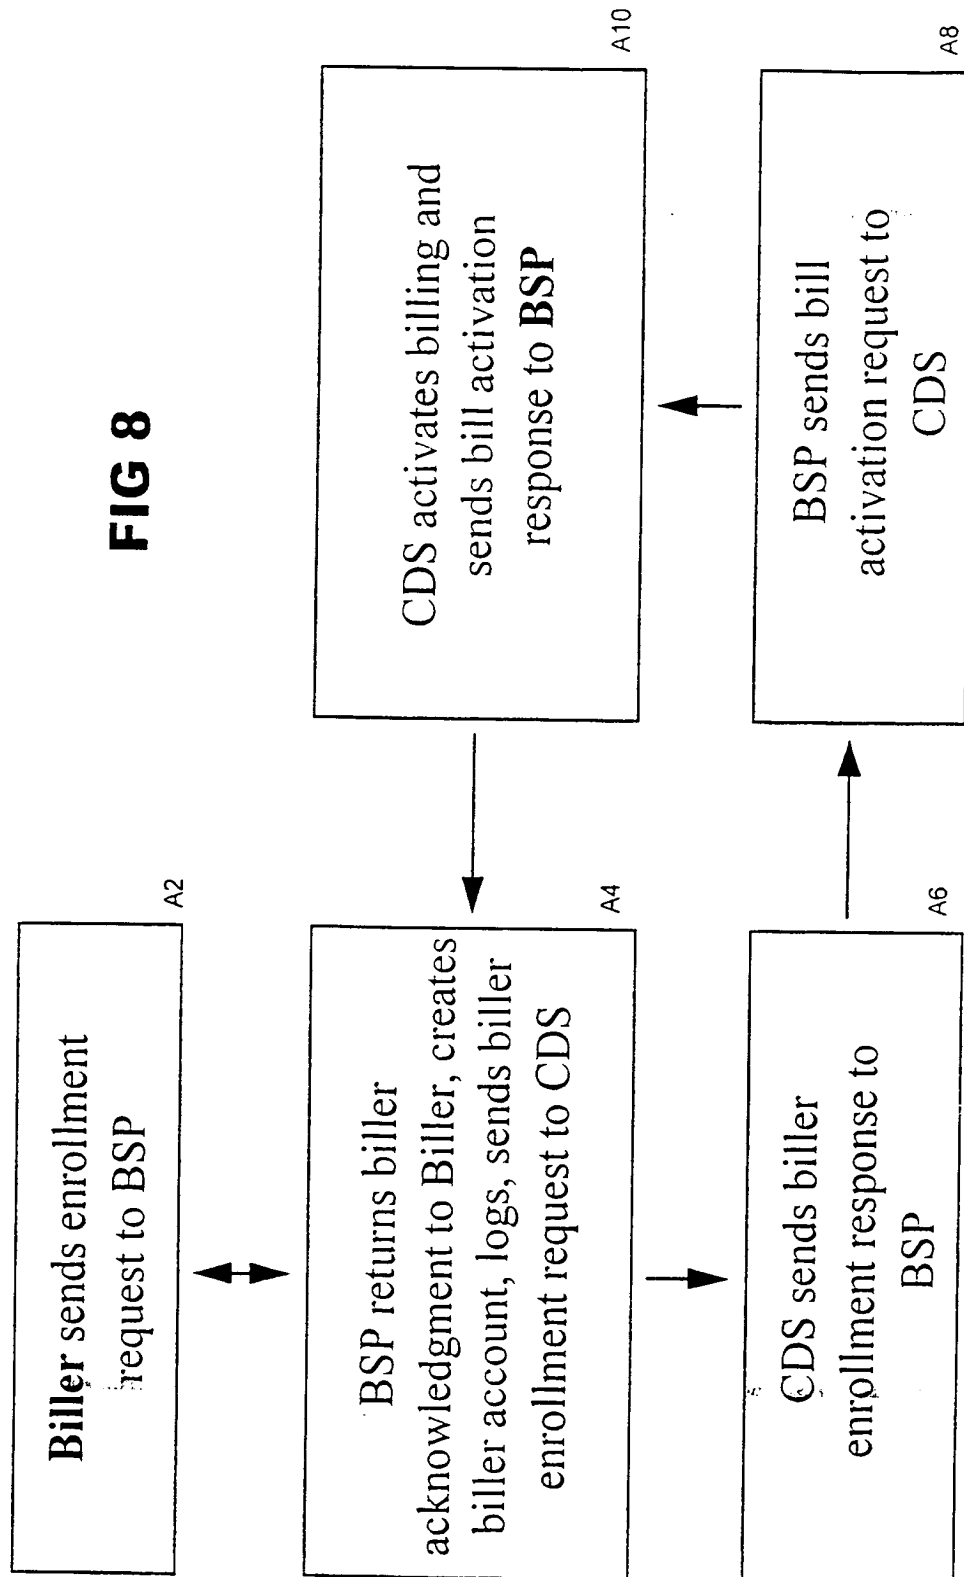 FIG 8
Biller sends enrollment
request to BSP
A2
BSP returns biller
acknowledgment to Biller, creates
biller account, logs, sends biller
enrollment request to CDS
A4
CDS sends biller
enrollment response to
BSP
A6
BSP sends bill
activation request to
CDS
A8
CDS activates billing and
sends bill activation
response to BSP
A10